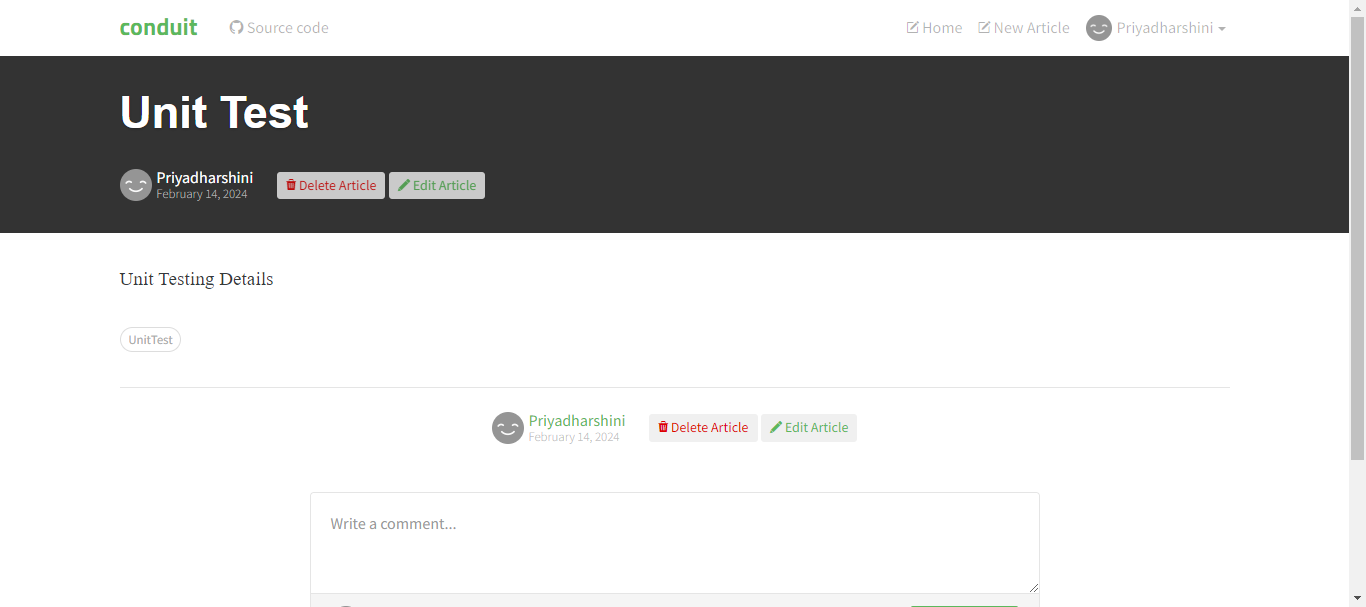 conduit Source code Home New Article Priyadharshini
Unit Test
Priyadharshini
February 14, 2024
Delete Article Edit Article
Unit Testing Details
UnitTest
Priyadharshini
February 14, 2024
Delete Article Edit Article
Write a comment...